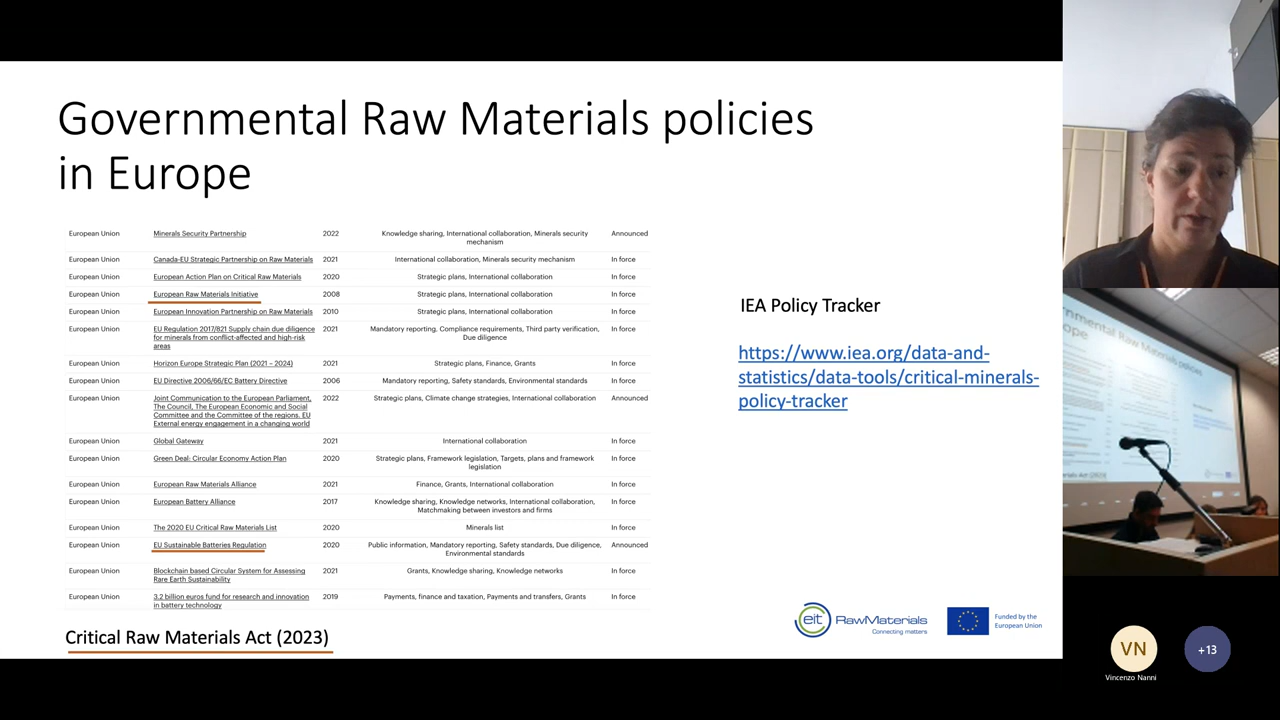 Governmental Raw Materials policies
in Europe
European Union Minerals Security Partnership 2022 Knowledge sharing, International collaboration, Minerals security Announced
mechanism
European Union Canada-EU Strategic Partnership on Raw Materials 2021 International collaboration, Minerals security mechanism In force
European Union European Action Plan on Critical Raw Materials 2020 Strategic plans, International collaboration In force
European Union European Raw Materials Initiative 2008 Strategic plans, International collaboration In force
European Union European Innovation Partnership on Raw Materials 2010 Strategic plans, International collaboration In force
European Union EU Regulation 2017/821 Supply chain due diligence 2021 Mandatory reporting, Compliance requirements, Third party verification, In force
for minerals from conflict-affected and high-risk Due diligence
areas
European Union Horizon Europe Strategic Plan (2021 – 2024) 2021 Strategic plans, Finance, Grants In force
European Union EU Directive 2006/66/EC Battery Directive 2006 Mandatory reporting, Safety standards, Environmental standards In force
European Union Joint Communication to the European Parliament, 2022 Strategic plans, Climate change strategies, International collaboration Announced
The Council, The European Economic and Social
Committee and the Committee of the regions. EU
External energy engagement in a changing world
European Union Global Gateway 2021 International collaboration In force
European Union Green Deal: Circular Economy Action Plan 2020 Strategic plans, Framework legislation, Targets, plans and framework In force
legislation
European Union European Raw Materials Alliance 2021 Finance, Grants, International collaboration In force
European Union European Battery Alliance 2017 Knowledge sharing, Knowledge networks, International collaboration, In force
Matchmaking between investors and firms
European Union The 2020 EU Critical Raw Materials List 2020 Minerals list In force
European Union EU Sustainable Batteries Regulation 2020 Public information, Mandatory reporting, Safety standards, Due diligence, Announced
Environmental standards
European Union Blockchain based Circular System for Assessing 2021 Grants, Knowledge sharing, Knowledge networks In force
Rare Earth Sustainability
European Union 3.2 billion euros fund for research and innovation 2019 Payments, finance and taxation, Payments and transfers, Grants In force
in battery technology
Critical Raw Materials Act (2023)
IEA Policy Tracker
https://www.iea.org/data-and-
statistics/data-tools/critical-minerals-
policy-tracker
eit RawMaterials
Connecting matters
Funded by the
European Union
VN
Vincenzo Nanni
+13